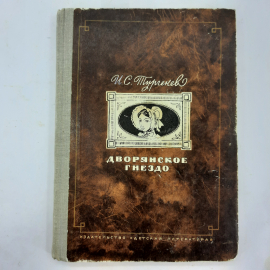 И. С. Тургенев
ДВОРЯНСКОЕ
ГНЕЗДО
ИЗДАТЕЛЬСТВО «ДЕТСКАЯ ЛИТЕРАТУРА»